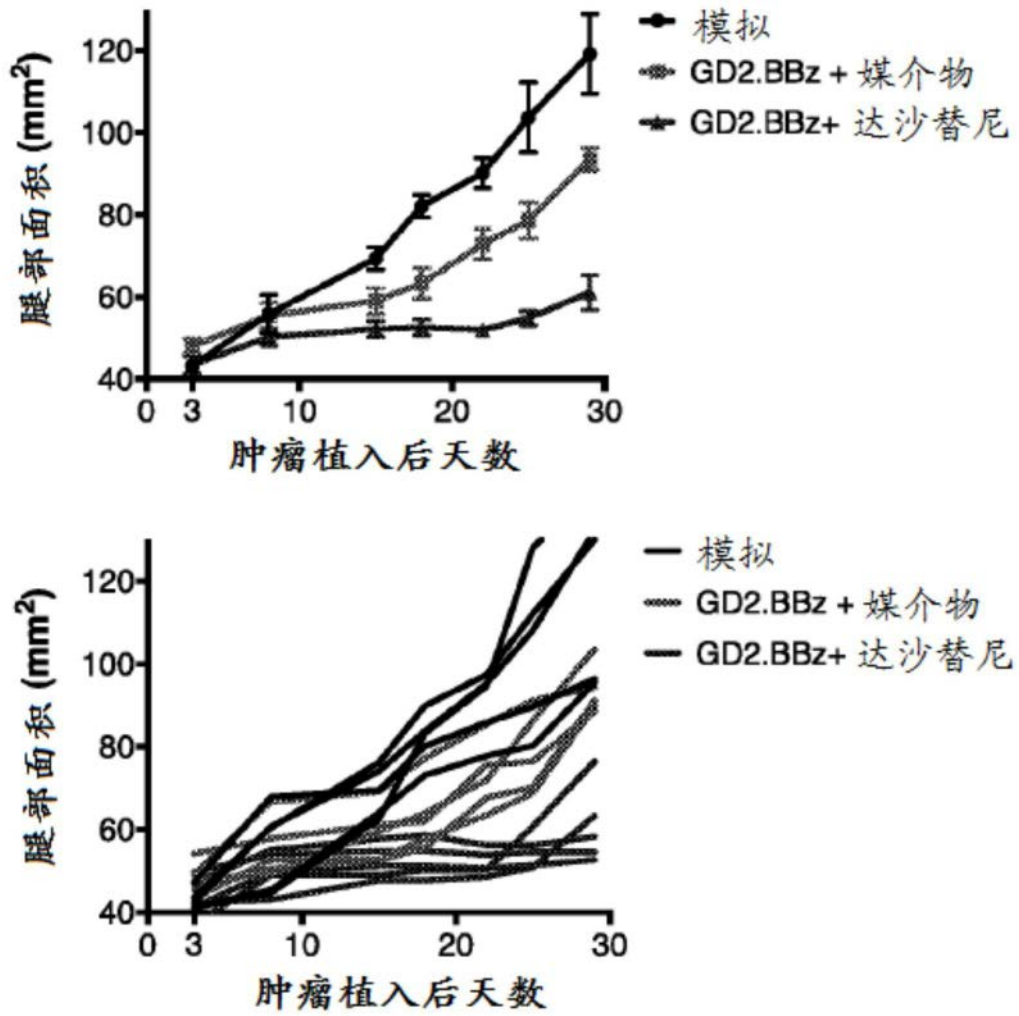 模拟
GD2.BBz + 媒介物
GD2.BBz+ 达沙替尼
腿部面积 (mm²)
120
100
80
60
40
0 3 10 20 30
肿瘤植入后天数
模拟
GD2.BBz + 媒介物
GD2.BBz+ 达沙替尼
腿部面积 (mm²)
120
100
80
60
40
0 3 10 20 30
肿瘤植入后天数